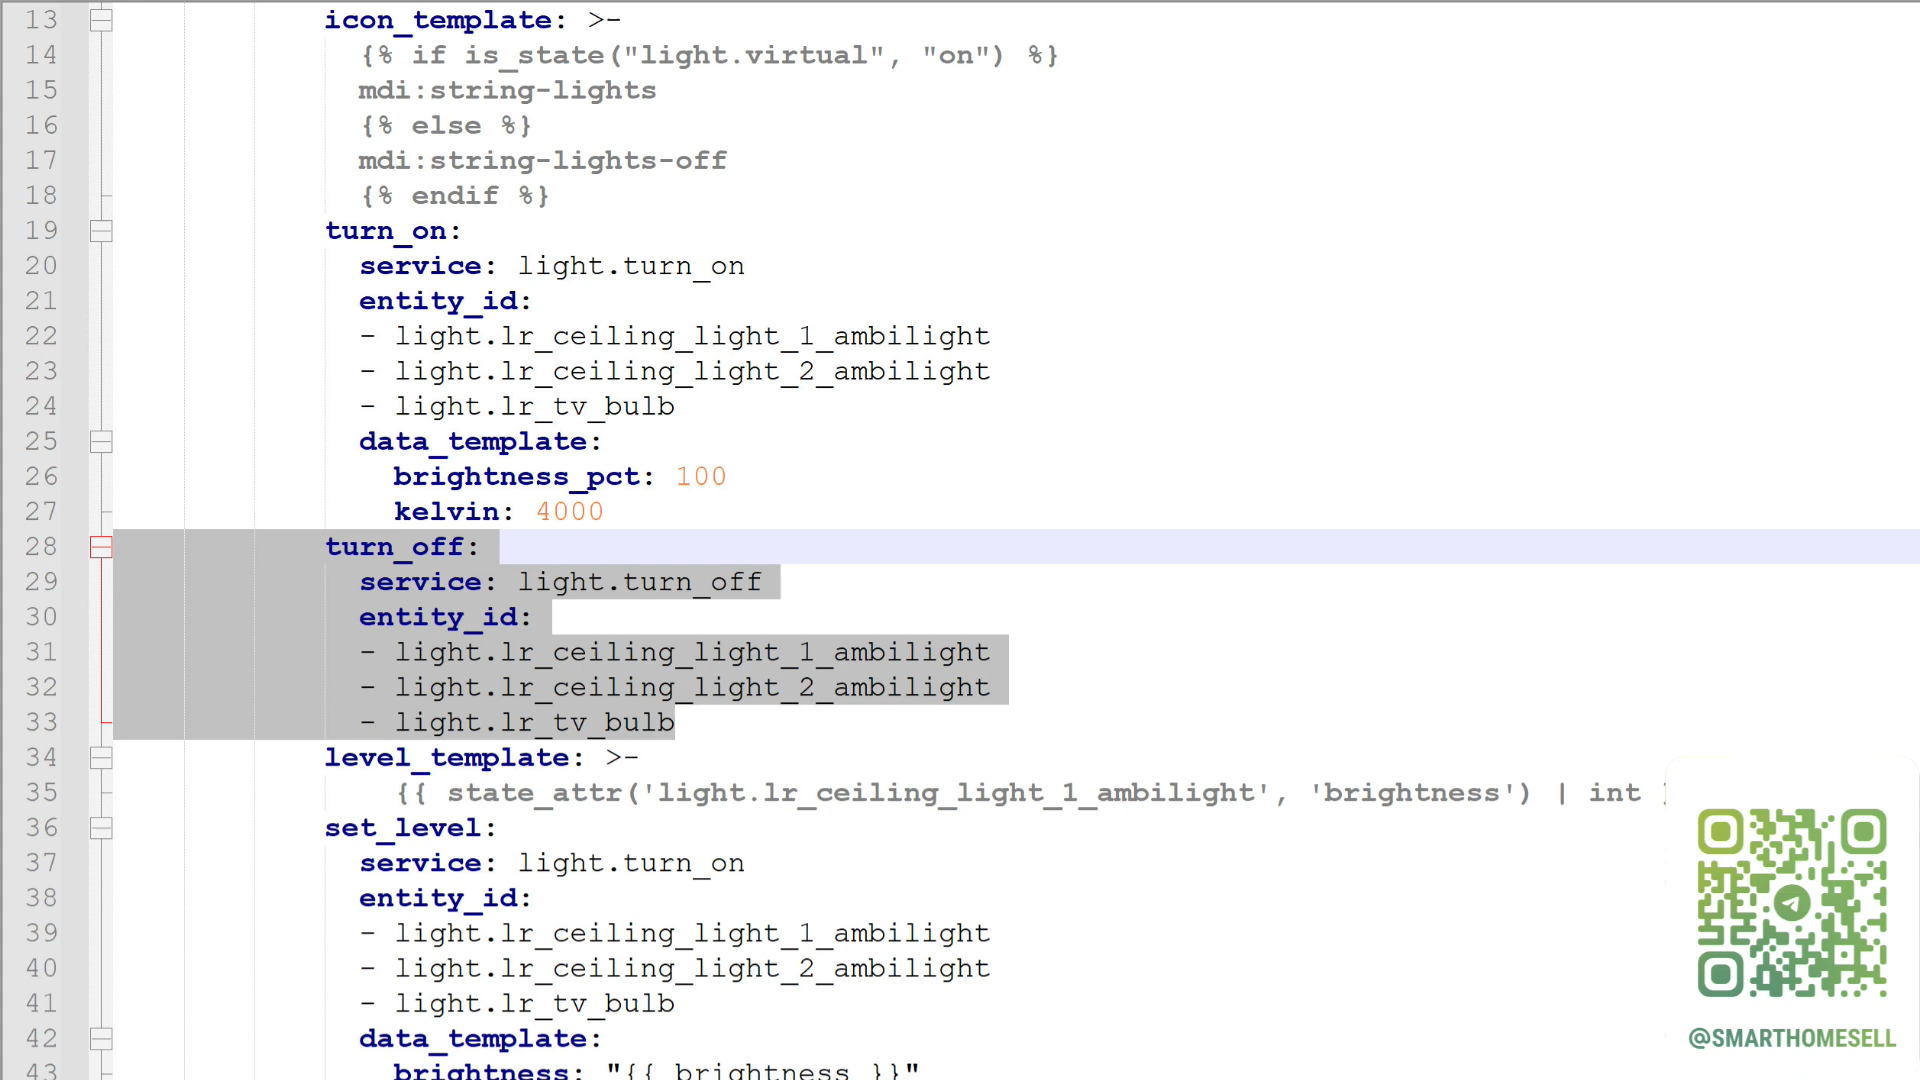 13 icon_template: >-
14 {% if is_state("light.virtual", "on") %}
15 mdi:string-lights
16 {% else %}
17 mdi:string-lights-off
18 {% endif %}
19 turn_on:
20 service: light.turn_on
21 entity_id:
22 - light.lr_ceiling_light_1_ambilight
23 - light.lr_ceiling_light_2_ambilight
24 - light.lr_tv_bulb
25 data_template:
26 brightness_pct: 100
27 kelvin: 4000
28 turn_off:
29 service: light.turn_off
30 entity_id:
31 - light.lr_ceiling_light_1_ambilight
32 - light.lr_ceiling_light_2_ambilight
33 - light.lr_tv_bulb
34 level_template: >-
35 {{ state_attr('light.lr_ceiling_light_1_ambilight', 'brightness') | int
36 set_level:
37 service: light.turn_on
38 entity_id:
39 - light.lr_ceiling_light_1_ambilight
40 - light.lr_ceiling_light_2_ambilight
41 - light.lr_tv_bulb
42 data_template:
43 brightness: "{{ brightness }}"
@SMARTHOMESELL